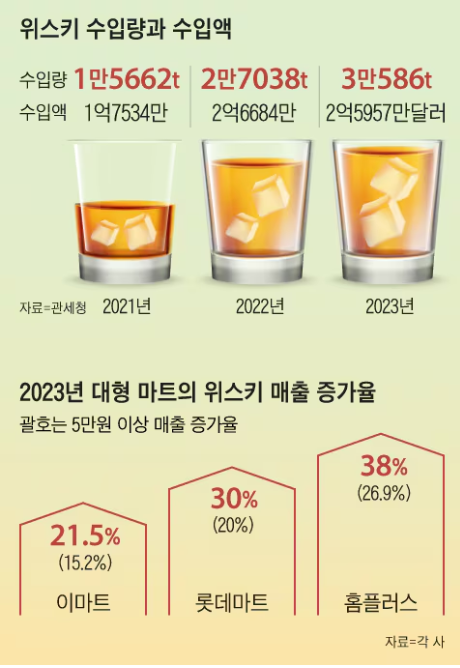 위스키 수입량과 수입액
수입량 1만5662t 2만7038t 3만586t
수입액 1억7534만 2억6684만 2억5957만달러
자료=관세청 2021년 2022년 2023년
2023년 대형 마트의 위스키 매출 증가율
괄호는 5만원 이상 매출 증가율
21.5%
(15.2%)
이마트
30%
(20%)
롯데마트
38%
(26.9%)
홈플러스
자료=각 사